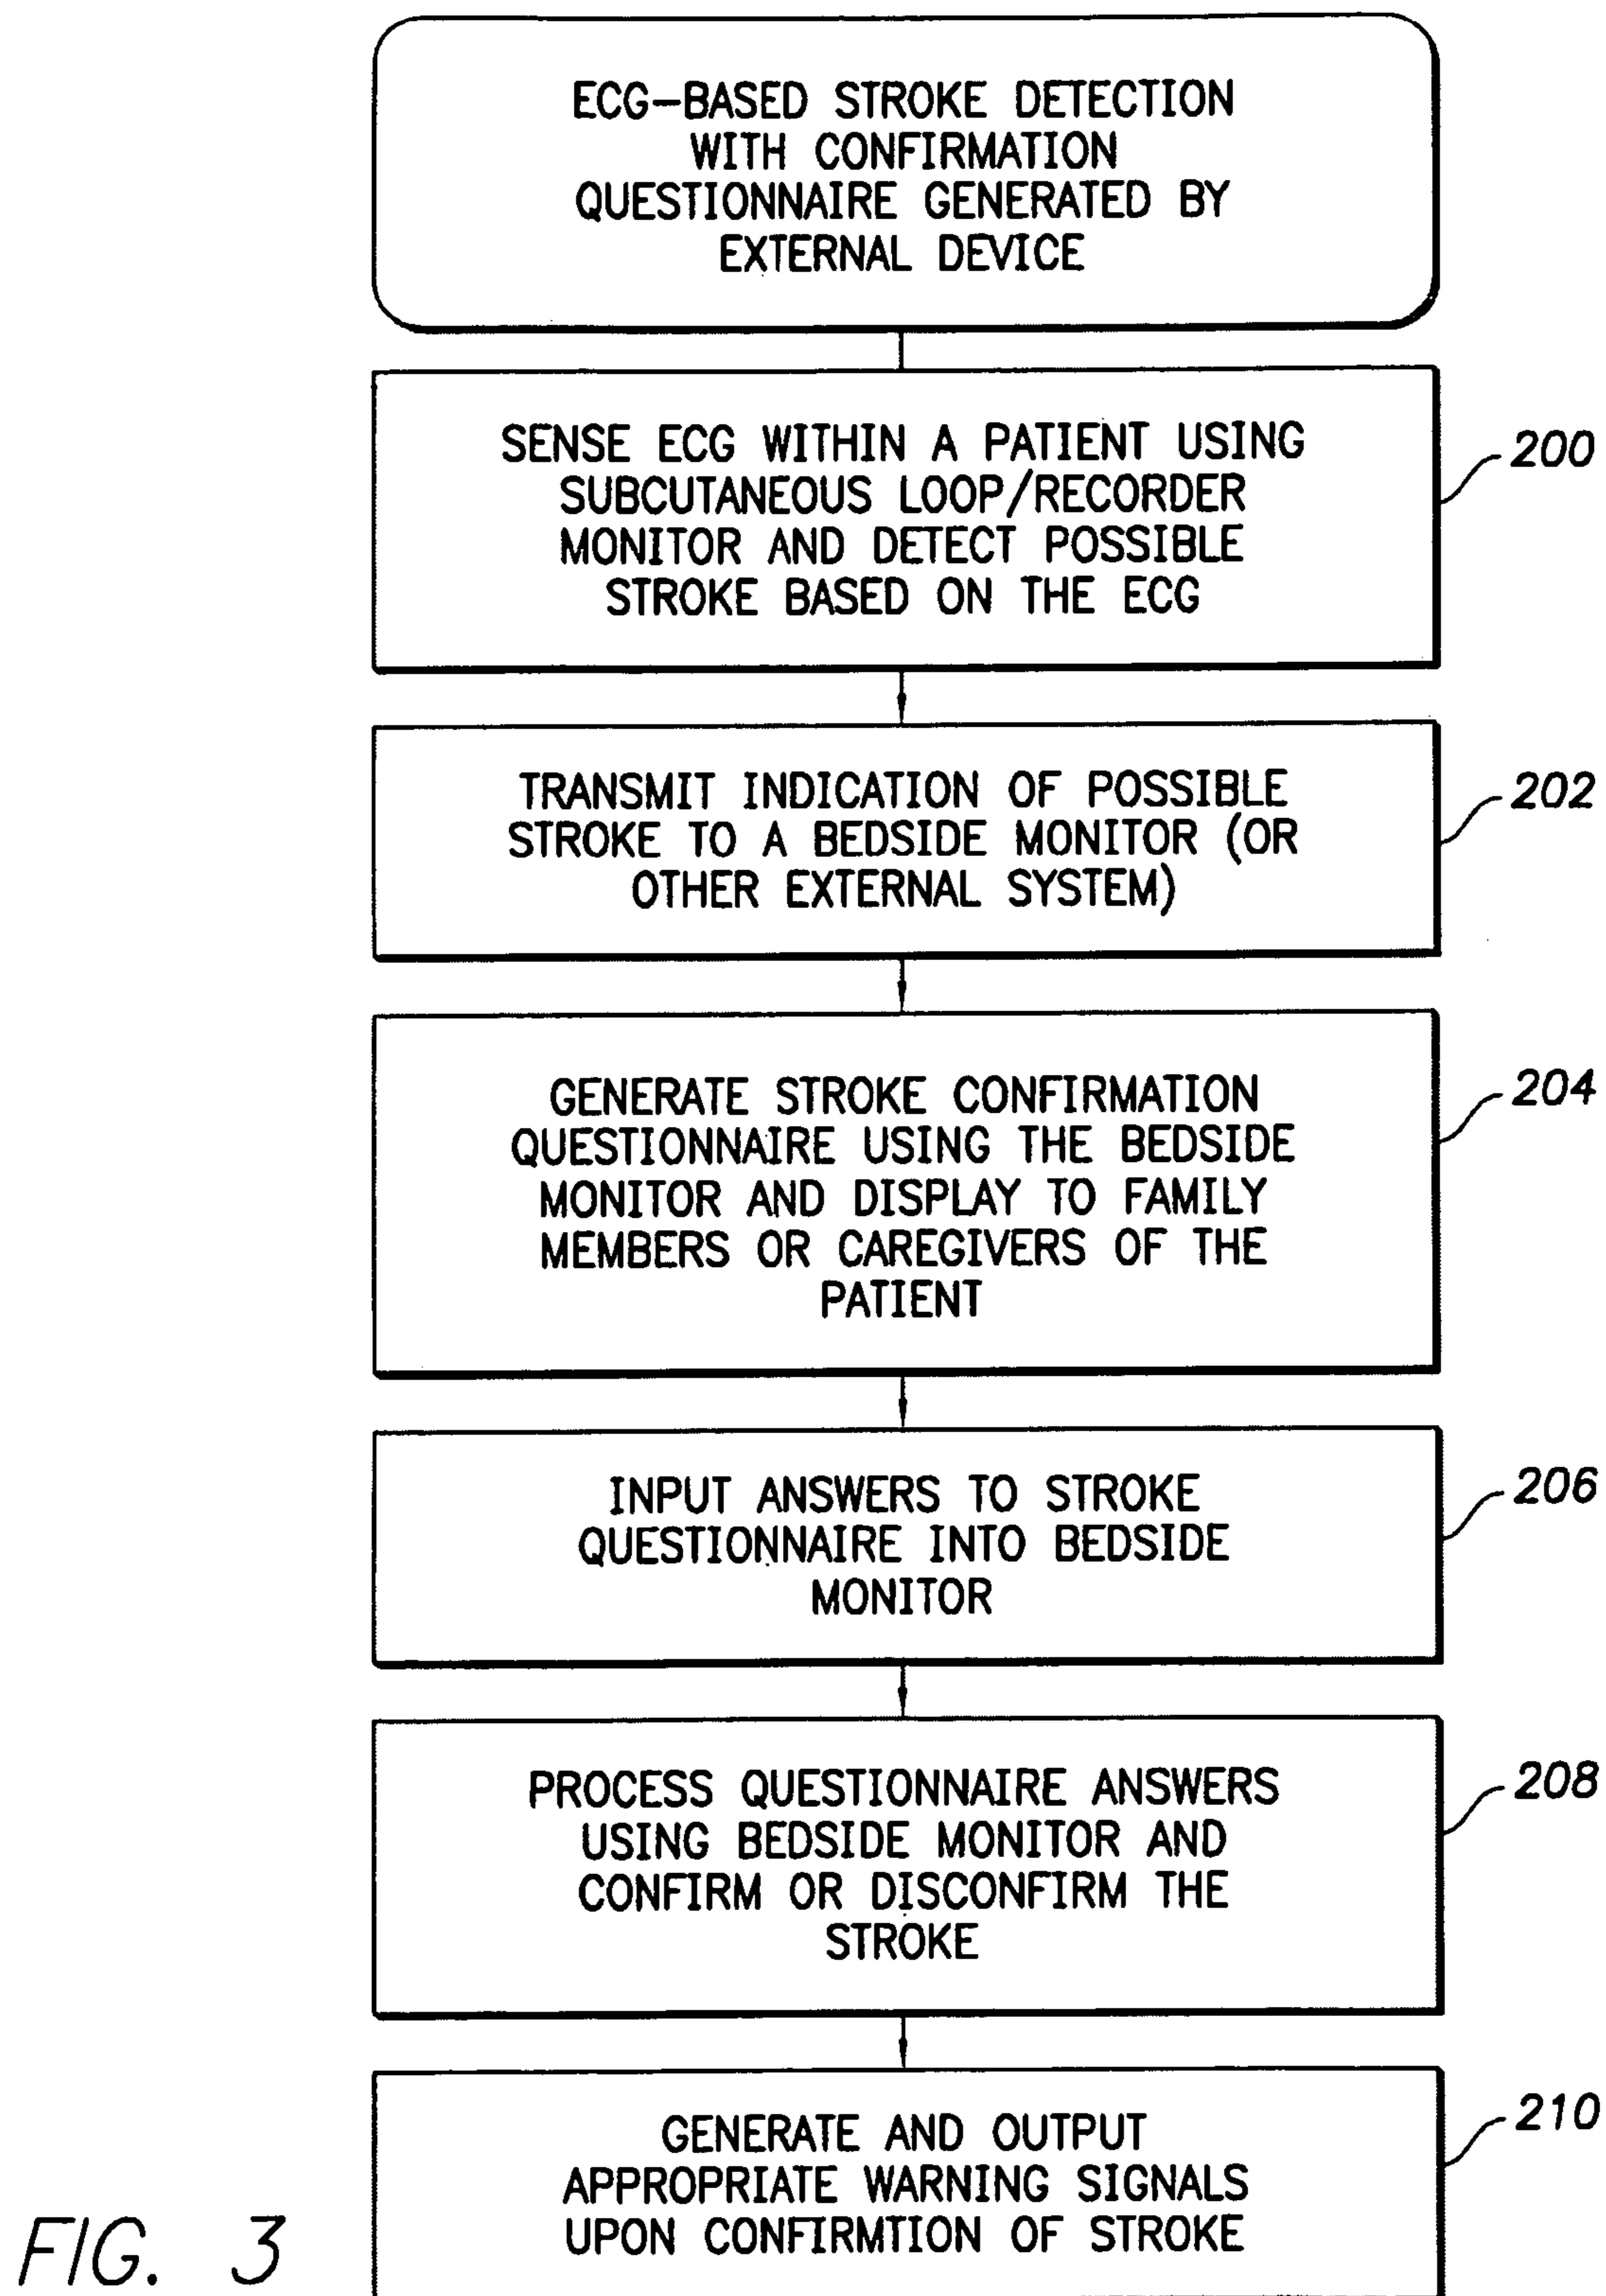 ECG-BASED STROKE DETECTION
WITH CONFIRMATION
QUESTIONNAIRE GENERATED BY
EXTERNAL DEVICE
SENSE ECG WITHIN A PATIENT USING
SUBCUTANEOUS LOOP/RECORDER
MONITOR AND DETECT POSSIBLE
STROKE BASED ON THE ECG
200
TRANSMIT INDICATION OF POSSIBLE
STROKE TO A BEDSIDE MONITOR (OR
OTHER EXTERNAL SYSTEM)
202
GENERATE STROKE CONFIRMATION
QUESTIONNAIRE USING THE BEDSIDE
MONITOR AND DISPLAY TO FAMILY
MEMBERS OR CAREGIVERS OF THE
PATIENT
204
INPUT ANSWERS TO STROKE
QUESTIONNAIRE INTO BEDSIDE
MONITOR
206
PROCESS QUESTIONNAIRE ANSWERS
USING BEDSIDE MONITOR AND
CONFIRM OR DISCONFIRM THE
STROKE
208
GENERATE AND OUTPUT
APPROPRIATE WARNING SIGNALS
UPON CONFIRMTION OF STROKE
210
FIG. 3